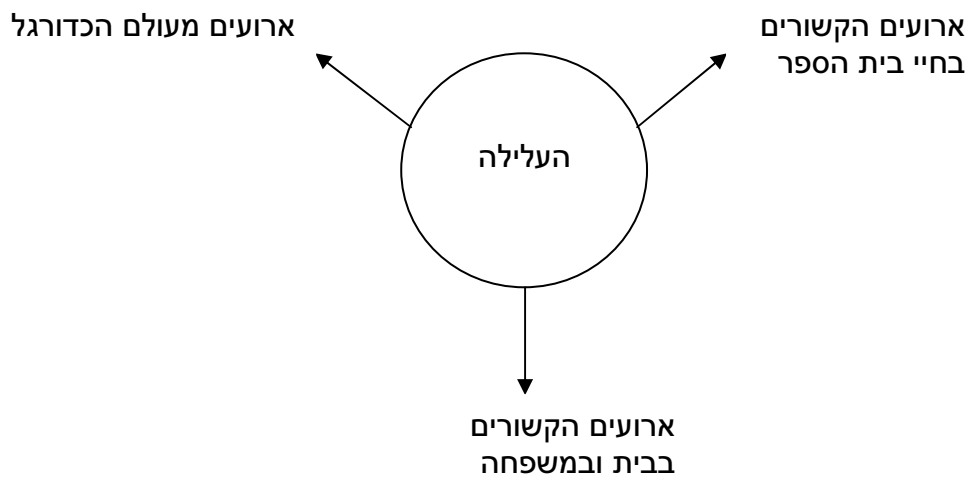 ארועים הקשורים
בחיי בית הספר
ארועים מעולם הכדורגל
העלילה
ארועים הקשורים
בבית ובמשפחה